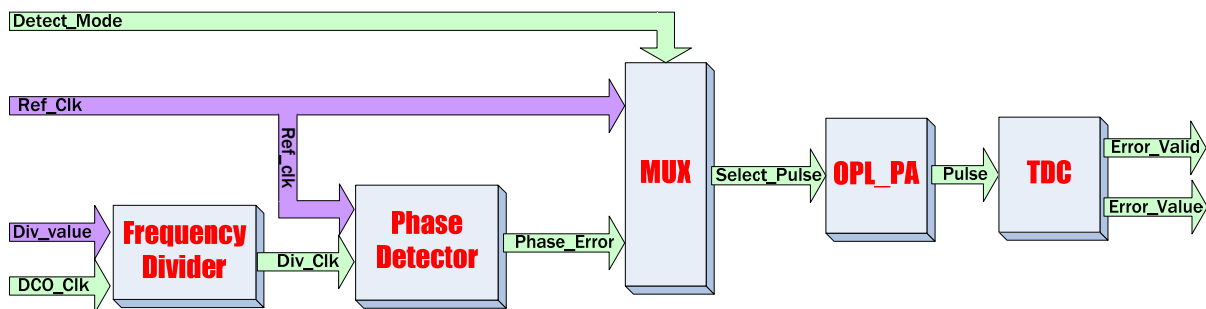 Detect_Mode
Ref_Clk
Ref_clk
Div_value
DCO_Clk
Frequency
Divider
Div_Clk
Phase
Detector
Phase_Error
MUX
Select_Pulse
OPL_PA
Pulse
TDC
Error_Valid
Error_Value